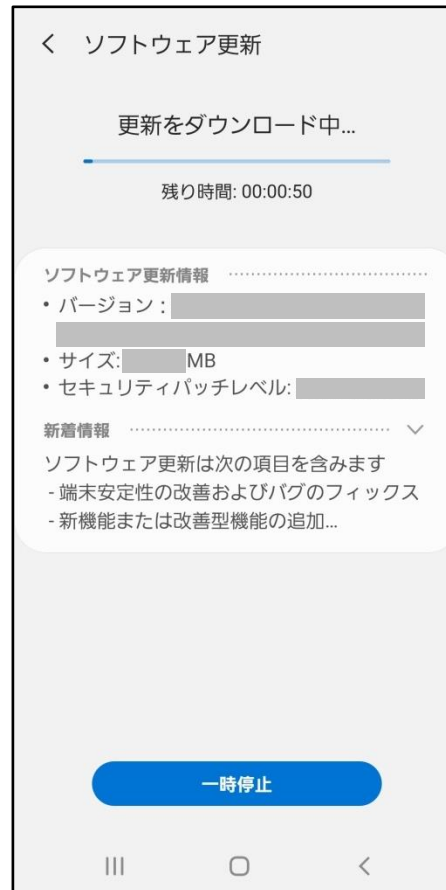 ソフトウェア更新
更新をダウンロード中...
残り時間: 00:00:50
ソフトウェア更新情報
• バージョン :
• サイズ: MB
• セキュリティパッチレベル:
新着情報
ソフトウェア更新は次の項目を含みます
- 端末安定性の改善およびバグのフィックス
- 新機能または改善型機能の追加...
一時停止